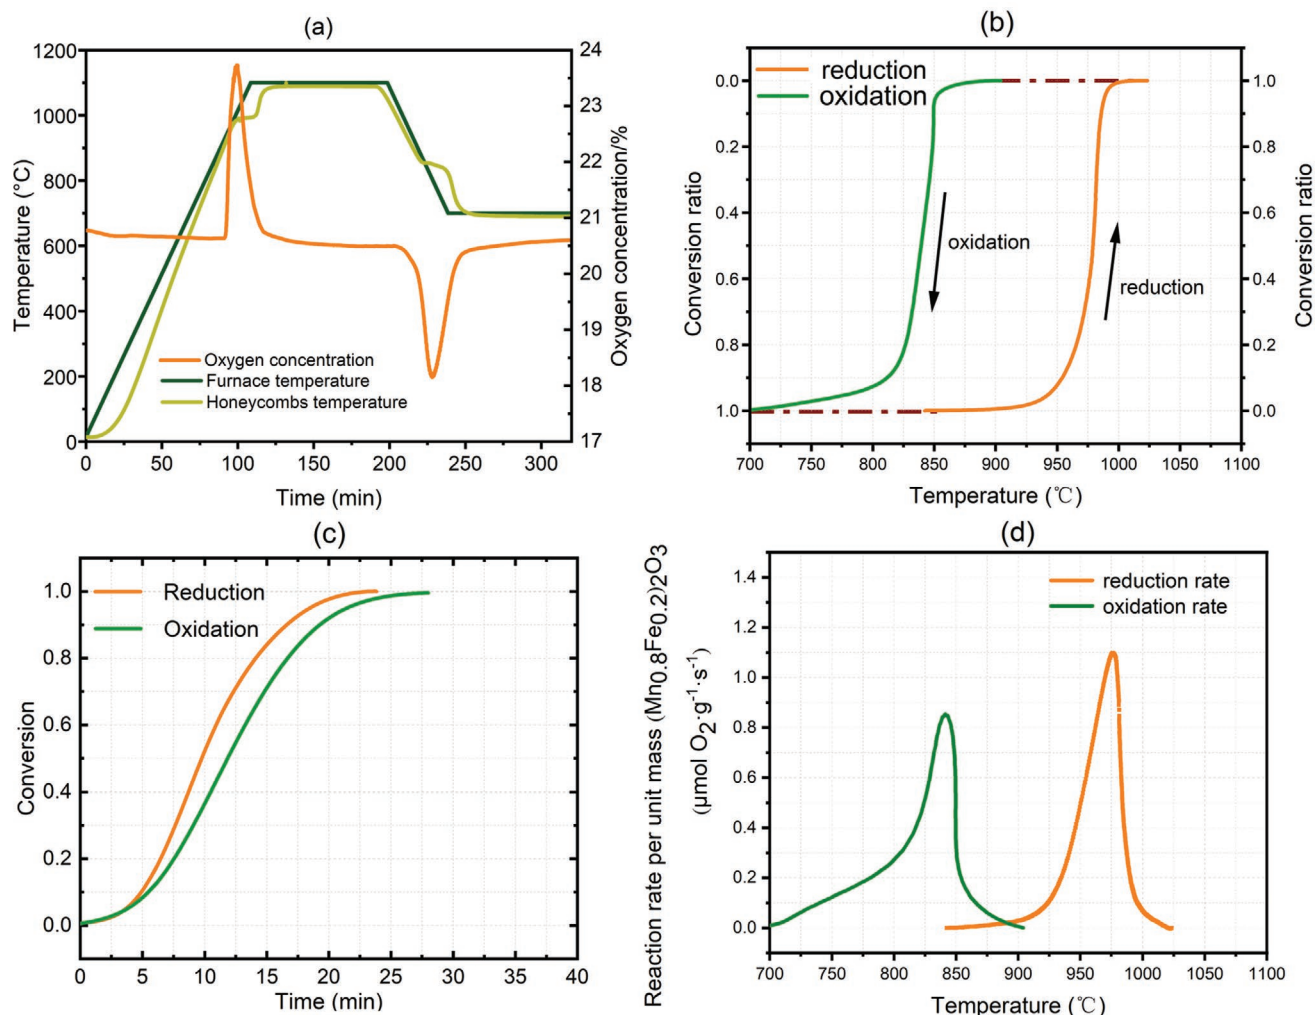 (a)
1200
1000
800
600
400
200
0
Temperature (°C)
24
23
22
21
20
19
18
17
Oxygen concentration/%
Oxygen concentration
Furnace temperature
Honeycombs temperature
0 50 100 150 200 250 300
Time (min)
(b)
reduction
oxidation
0.0
0.2
0.4
0.6
0.8
1.0
Conversion ratio
1.0
0.8
0.6
0.4
0.2
0.0
Conversion ratio
oxidation
reduction
700 750 800 850 900 950 1000 1050 1100
Temperature (℃)
(c)
Reduction
Oxidation
1.0
0.8
0.6
0.4
0.2
0.0
Conversion
0 5 10 15 20 25 30 35 40
Time (min)
(d)
Reaction rate per unit mass (Mn0.8Fe0.2)2O3
(μmol O2·g-1·s-1)
1.4
1.2
1.0
0.8
0.6
0.4
0.2
0.0
reduction rate
oxidation rate
700 750 800 850 900 950 1000 1050 1100
Temperature (℃)